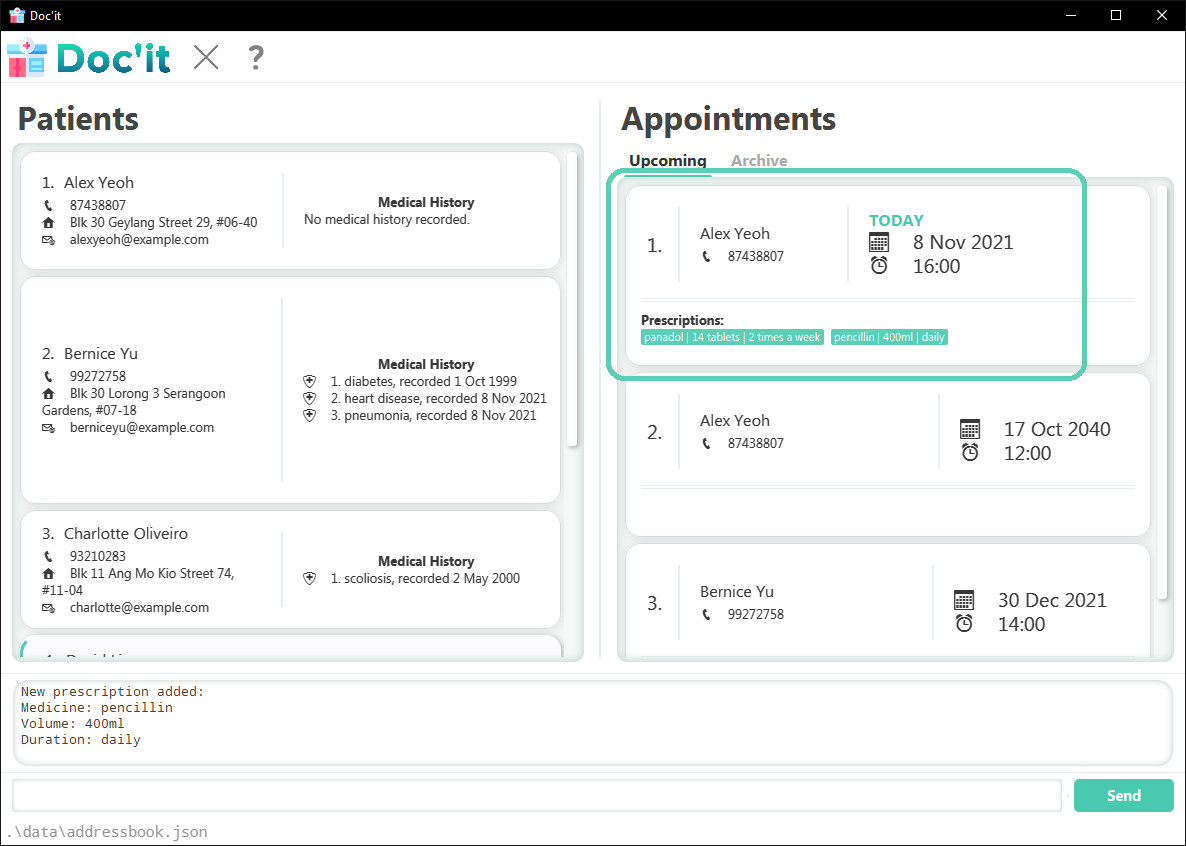 Doc'it
Doc'it
?
Patients
1. Alex Yeoh
87438807
Blk 30 Geylang Street 29, #06-40
alexyeoh@example.com
Medical History
No medical history recorded.
2. Bernice Yu
99272758
Blk 30 Lorong 3 Serangoon
Gardens, #07-18
berniceyu@example.com
Medical History
1. diabetes, recorded 1 Oct 1999
2. heart disease, recorded 8 Nov 2021
3. pneumonia, recorded 8 Nov 2021
3. Charlotte Oliveiro
93210283
Blk 11 Ang Mo Kio Street 74,
#11-04
charlotte@example.com
Medical History
1. scoliosis, recorded 2 May 2000
Appointments
Upcoming Archive
1.
Alex Yeoh
87438807
TODAY
8 Nov 2021
16:00
Prescriptions:
panadol | 14 tablets | 2 times a week pencillin | 400ml | daily
2.
Alex Yeoh
87438807
17 Oct 2040
12:00
3.
Bernice Yu
99272758
30 Dec 2021
14:00
New prescription added:
Medicine: pencillin
Volume: 400ml
Duration: daily
Send
.\data\addressbook.json